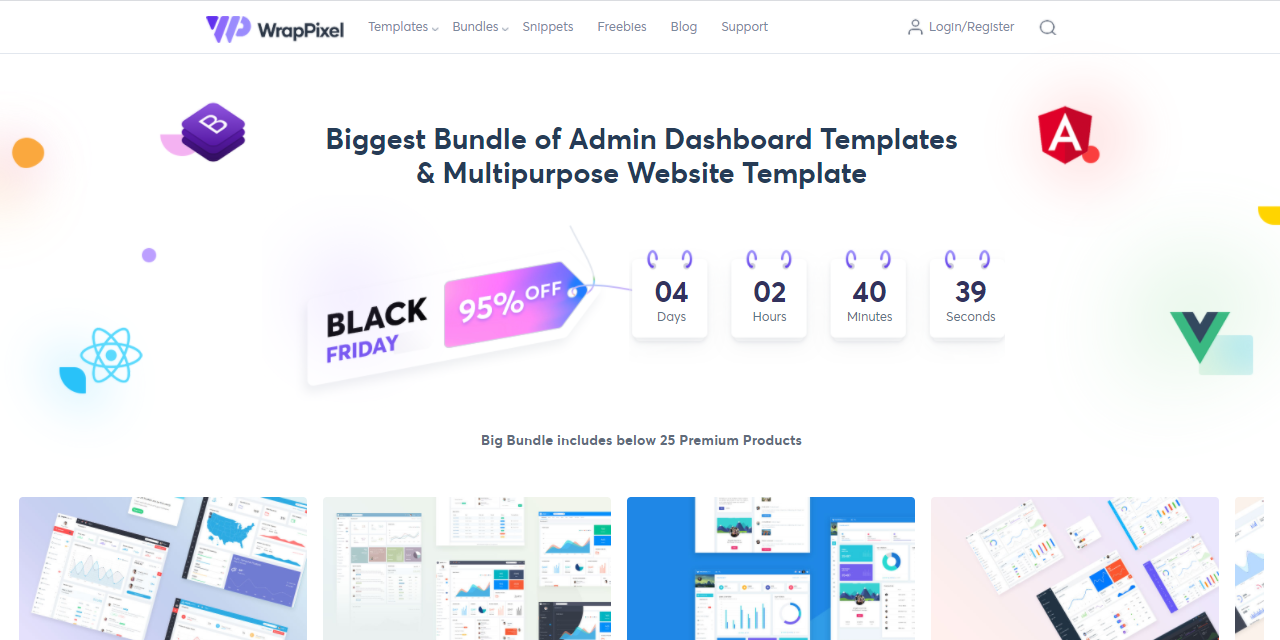 WrapPixel
Templates
Bundles
Snippets
Freebies
Blog
Support
Login/Register
Biggest Bundle of Admin Dashboard Templates
& Multipurpose Website Template
BLACK
FRIDAY
95% OFF
04
Days
02
Hours
40
Minutes
39
Seconds
Big Bundle includes below 25 Premium Products